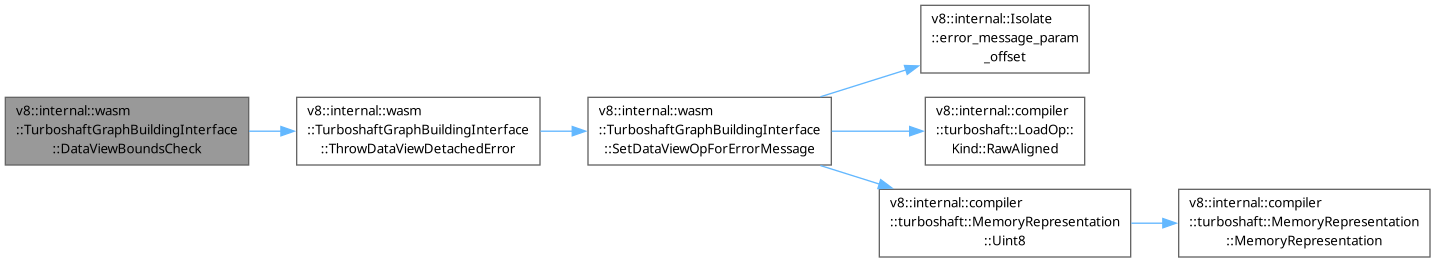 v8::internal::wasm
::TurboshaftGraphBuildingInterface
::DataViewBoundsCheck
v8::internal::wasm
::TurboshaftGraphBuildingInterface
::ThrowDataViewDetachedError
v8::internal::wasm
::TurboshaftGraphBuildingInterface
::SetDataViewOpForErrorMessage
v8::internal::Isolate
::error_message_param
_offset
v8::internal::compiler
::turboshaft::LoadOp::
Kind::RawAligned
v8::internal::compiler
::turboshaft::MemoryRepresentation
::Uint8
v8::internal::compiler
::turboshaft::MemoryRepresentation
::MemoryRepresentation